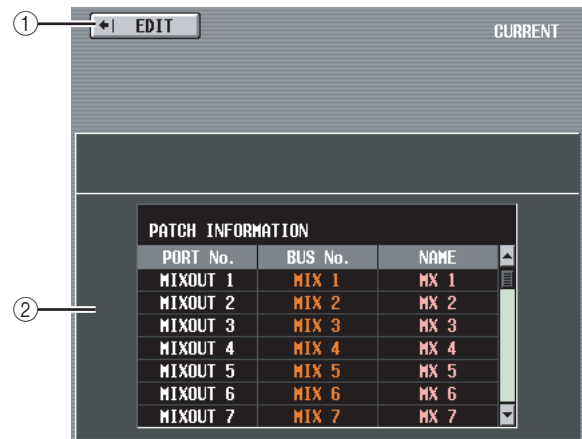 ① EDIT CURRENT
PATCH INFORMATION
PORT No. BUS No. NAME
MIXOUT 1 MIX 1 MX 1
② MIXOUT 2 MIX 2 MX 2
MIXOUT 3 MIX 3 MX 3
MIXOUT 4 MIX 4 MX 4
MIXOUT 5 MIX 5 MX 5
MIXOUT 6 MIX 6 MX 6
MIXOUT 7 MIX 7 MX 7